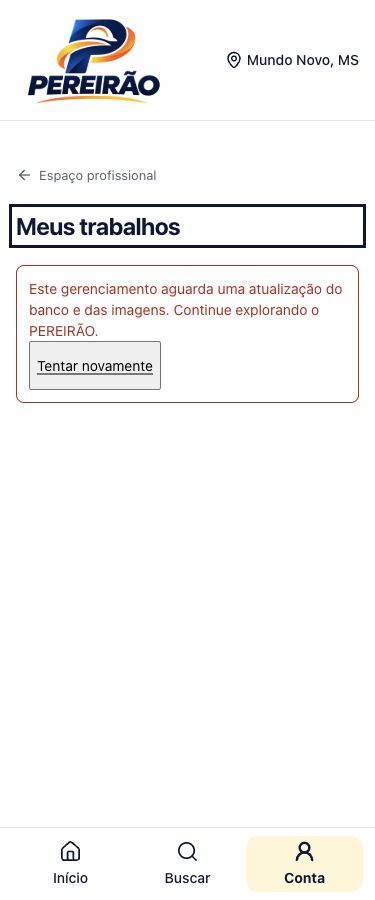 PEREIRÃO
Mundo Novo, MS
Espaço profissional
Meus trabalhos
Este gerenciamento aguarda uma atualização do
banco e das imagens. Continue explorando o
PEREIRÃO.
Tentar novamente
Início
Buscar
Conta